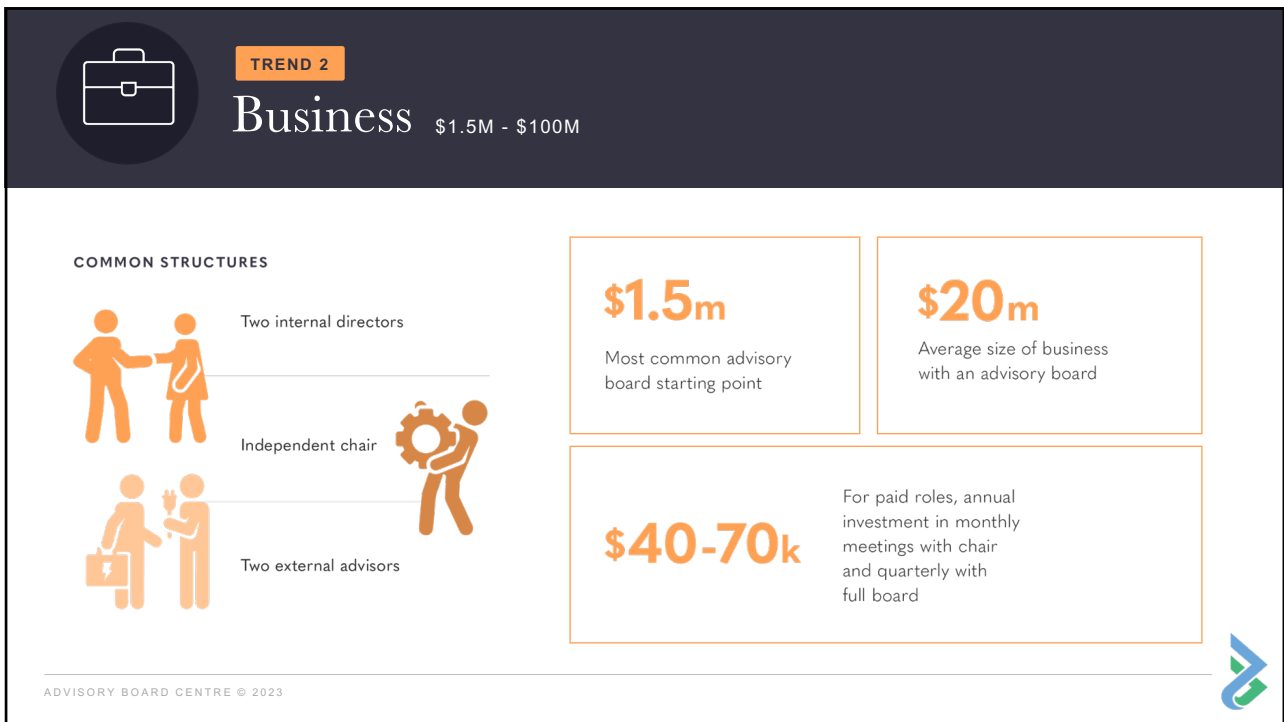 TREND 2
Business $1.5M - $100M
COMMON STRUCTURES
Two internal directors
Independent chair
Two external advisors
$1.5m
Most common advisory
board starting point
$20m
Average size of business
with an advisory board
$40-70k
For paid roles, annual
investment in monthly
meetings with chair
and quarterly with
full board
ADVISORY BOARD CENTRE © 2023